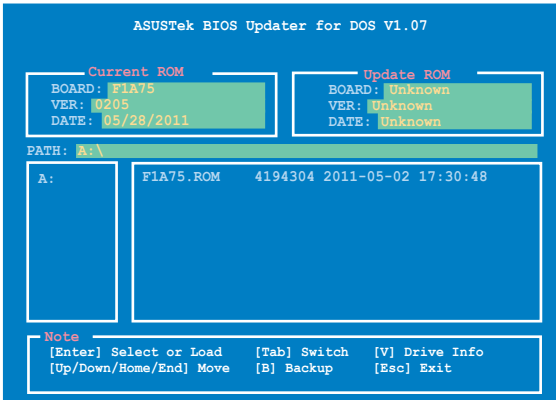 ASUSTek BIOS Updater for DOS V1.07
Current ROM
BOARD: F1A75
VER: 0205
DATE: 05/28/2011
Update ROM
BOARD: Unknown
VER: Unknown
DATE: Unknown
PATH: A:\
A:
F1A75.ROM 4194304 2011-05-02 17:30:48
Note
[Enter] Select or Load [Tab] Switch [V] Drive Info
[Up/Down/Home/End] Move [B] Backup [Esc] Exit